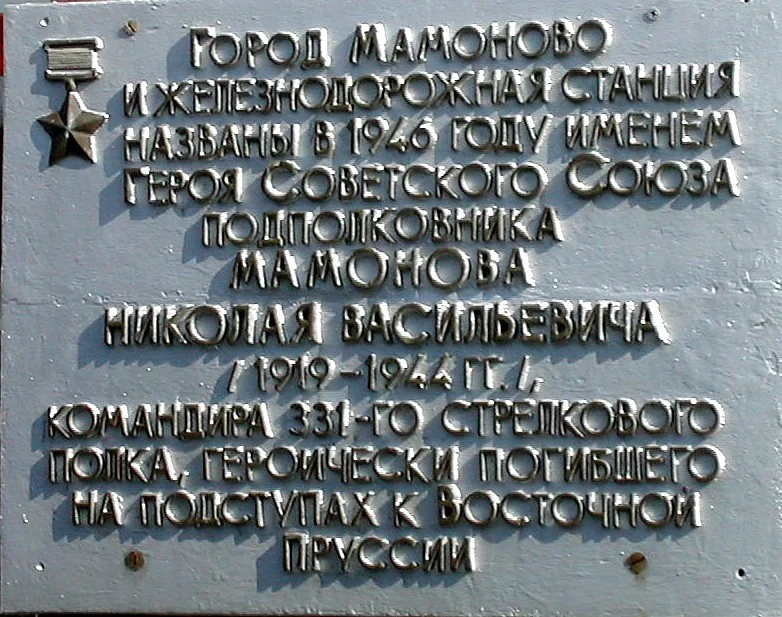 Город Мамоново
и железнодорожная станция
названы в 1946 году именем
Героя Советского Союза
подполковника
Мамонова
Николая Васильевича
/1919-1944 гг./,
командира 331-го стрелкового
полка, героически погибшего
на подступах к Восточной
Пруссии